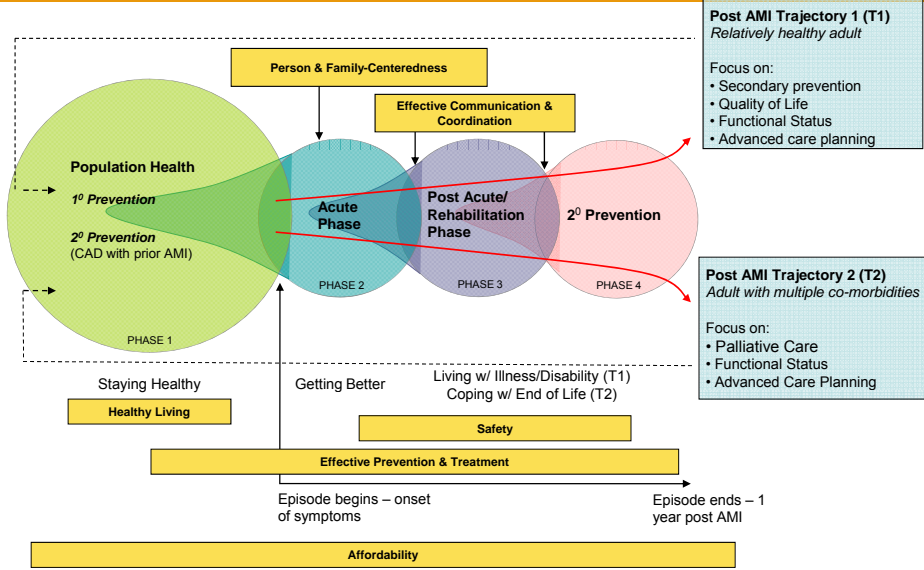 Post AMI Trajectory 1 (T1)
Relatively healthy adult
Focus on:
• Secondary prevention
• Quality of Life
• Functional Status
• Advanced care planning
Person & Family-Centeredness
Effective Communication &
Coordination
Population Health
1⁰ Prevention
2⁰ Prevention
(CAD with prior AMI)
PHASE 1
Acute
Phase
PHASE 2
Post Acute/
Rehabilitation
Phase
PHASE 3
2⁰ Prevention
PHASE 4
Post AMI Trajectory 2 (T2)
Adult with multiple co-morbidities
Focus on:
• Palliative Care
• Functional Status
• Advanced Care Planning
Staying Healthy
Getting Better
Living w/ Illness/Disability (T1)
Coping w/ End of Life (T2)
Healthy Living
Safety
Effective Prevention & Treatment
Episode begins – onset
of symptoms
Episode ends – 1
year post AMI
Affordability